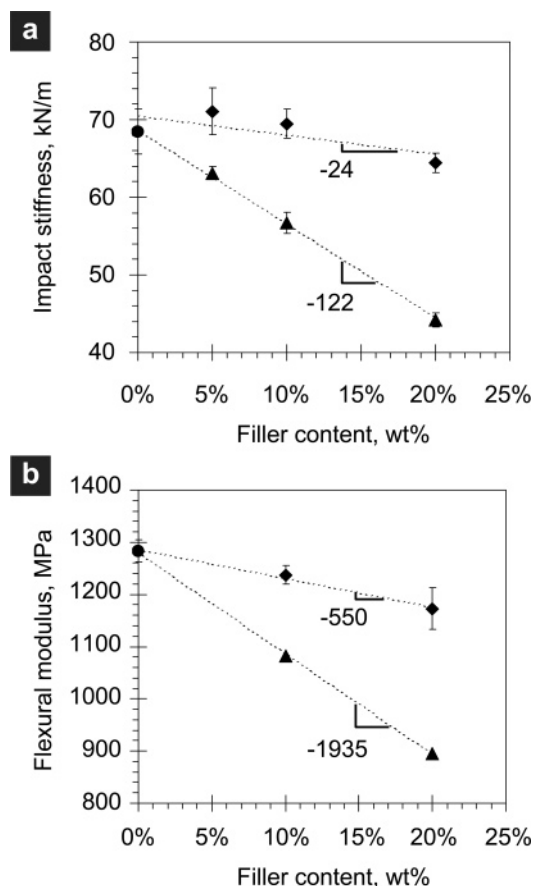 a
80
70
60
50
40
Impact stiffness, kN/m
-24
-122
0% 5% 10% 15% 20% 25%
Filler content, wt%
b
1400
1300
1200
1100
1000
900
800
Flexural modulus, MPa
-550
-1935
0% 5% 10% 15% 20% 25%
Filler content, wt%